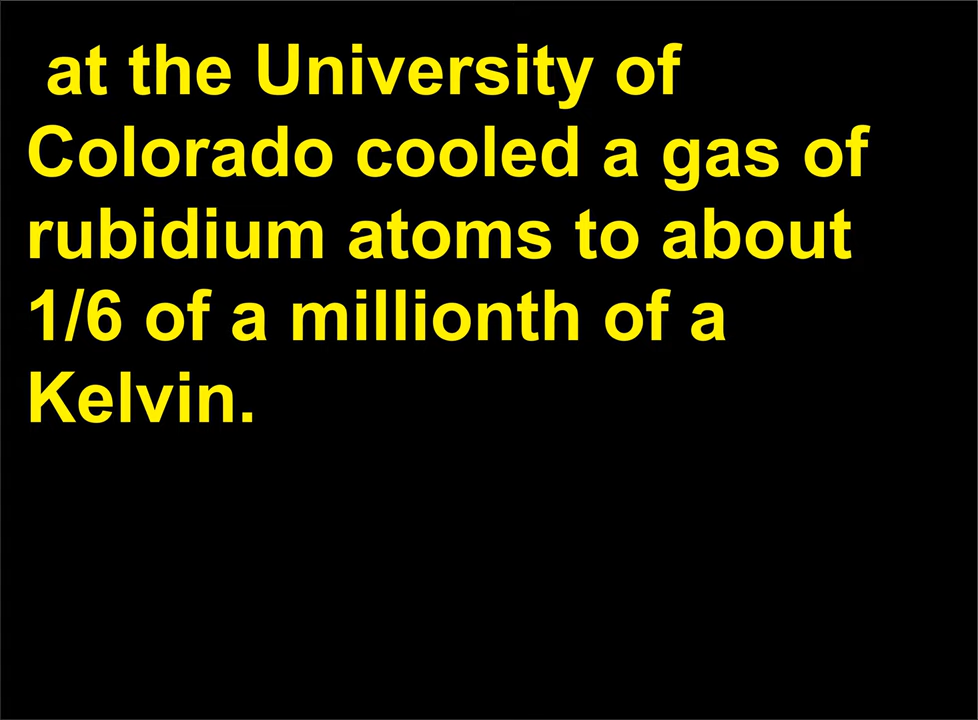 at the University of
Colorado cooled a gas of
rubidium atoms to about
1/6 of a millionth of a
Kelvin.